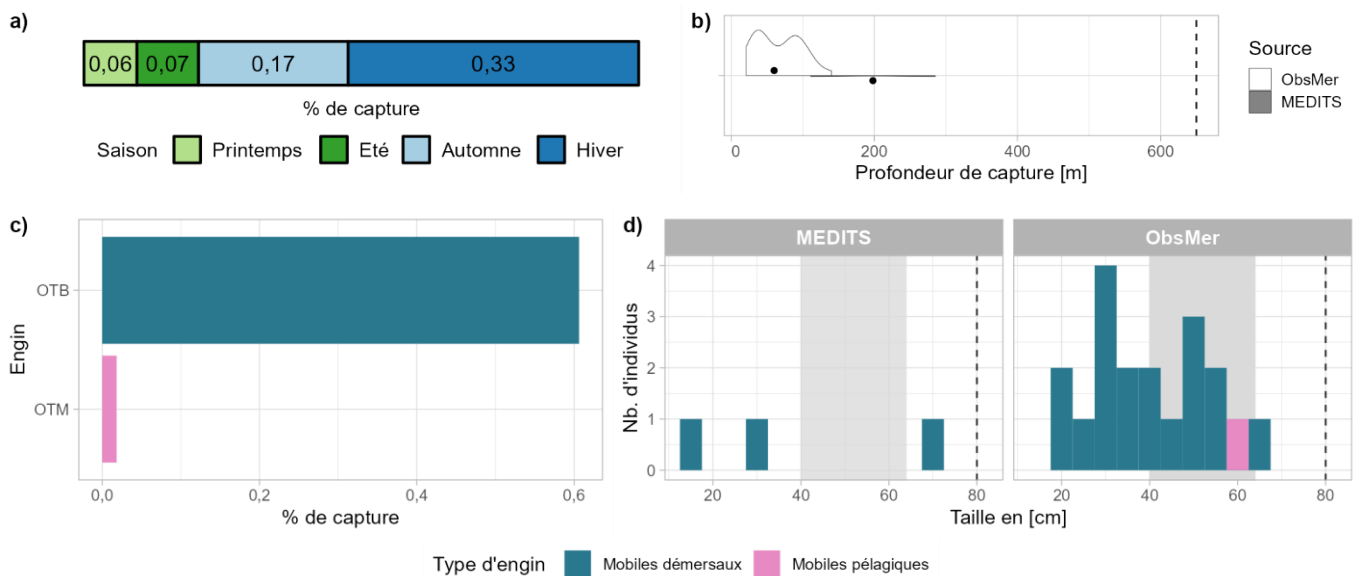 a)
0,06 0,07 0,17 0,33
% de capture
Saison Printemps Eté Automne Hiver
b)
0 200 400 600
Profondeur de capture [m]
Source
ObsMer
MEDITS
c)
Engin
OTB
OTM
0,0 0,2 0,4 0,6
% de capture
d)
MEDITS ObsMer
Nb. d'individus
4
3
2
1
0
20 40 60 80 20 40 60 80
Taille en [cm]
Type d'engin Mobiles démersaux Mobiles pélagiques